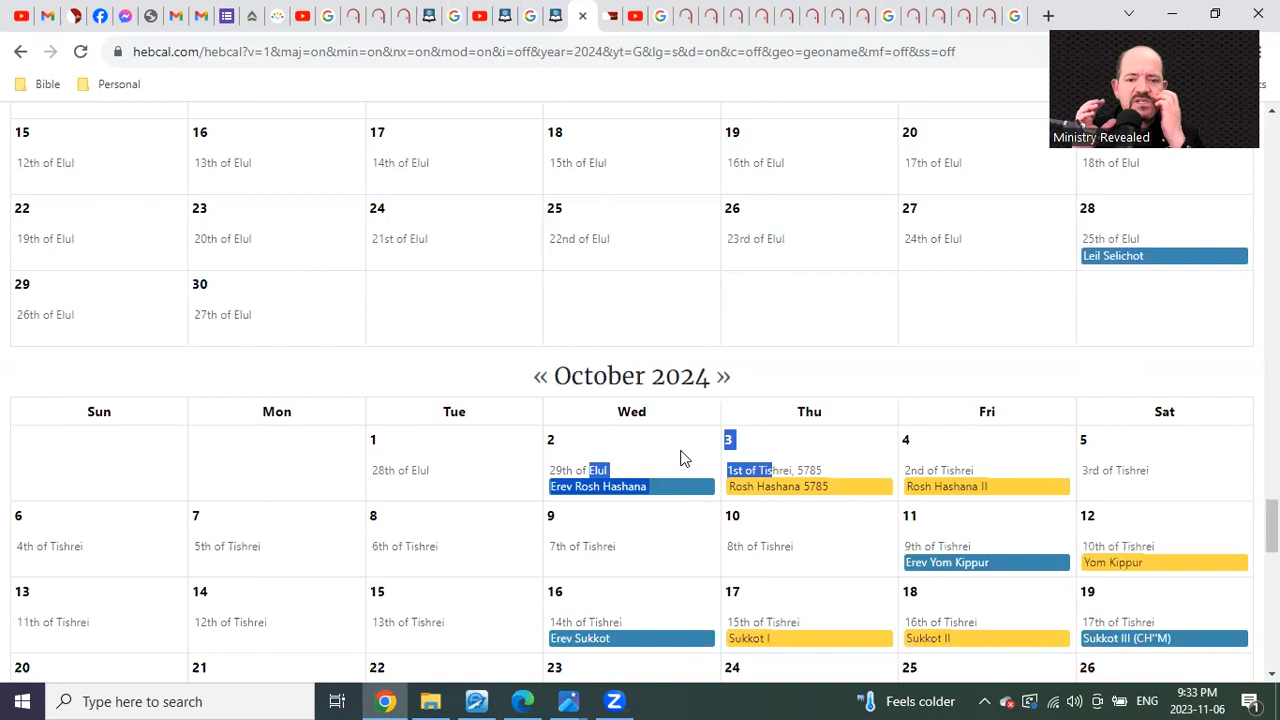 hebcal.com/hebcal?v=1&maj=on&min=on&nx=on&mod=on&i=off&year=2024&yt=G&lg=s&d=on&c=off&geo=geoname&mf=off&ss=off
Bible Personal
Ministry Revealed
15 16 17 18 19 20
12th of Elul 13th of Elul 14th of Elul 15th of Elul 16th of Elul 17th of Elul 18th of Elul
22 23 24 25 26 27 28
19th of Elul 20th of Elul 21st of Elul 22nd of Elul 23rd of Elul 24th of Elul 25th of Elul
Leil Selichot
29 30
26th of Elul 27th of Elul
« October 2024 »
Sun Mon Tue Wed Thu Fri Sat
1 2 3 4 5
28th of Elul 29th of Elul 1st of Tishrei, 5785 2nd of Tishrei 3rd of Tishrei
Erev Rosh Hashana Rosh Hashana 5785 Rosh Hashana II
6 7 8 9 10 11 12
4th of Tishrei 5th of Tishrei 6th of Tishrei 7th of Tishrei 8th of Tishrei 9th of Tishrei 10th of Tishrei
Erev Yom Kippur Yom Kippur
13 14 15 16 17 18 19
11th of Tishrei 12th of Tishrei 13th of Tishrei 14th of Tishrei 15th of Tishrei 16th of Tishrei 17th of Tishrei
Erev Sukkot Sukkot I Sukkot II Sukkot III (CH"M)
20 21 22 23 24 25 26
Type here to search Feels colder ENG 9:33 PM
2023-11-06